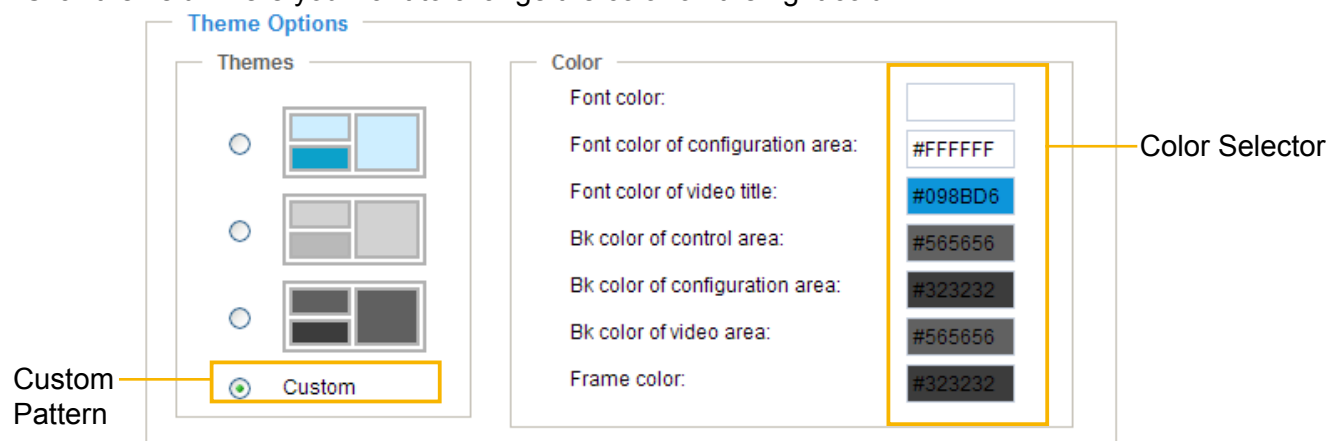 Theme Options
Themes
Custom
Color
Font color:
Font color of configuration area: #FFFFFF
Font color of video title: #098BD6
Bk color of control area: #565656
Bk color of configuration area: #323232
Bk color of video area: #565656
Frame color: #323232
Color Selector
Custom
Pattern